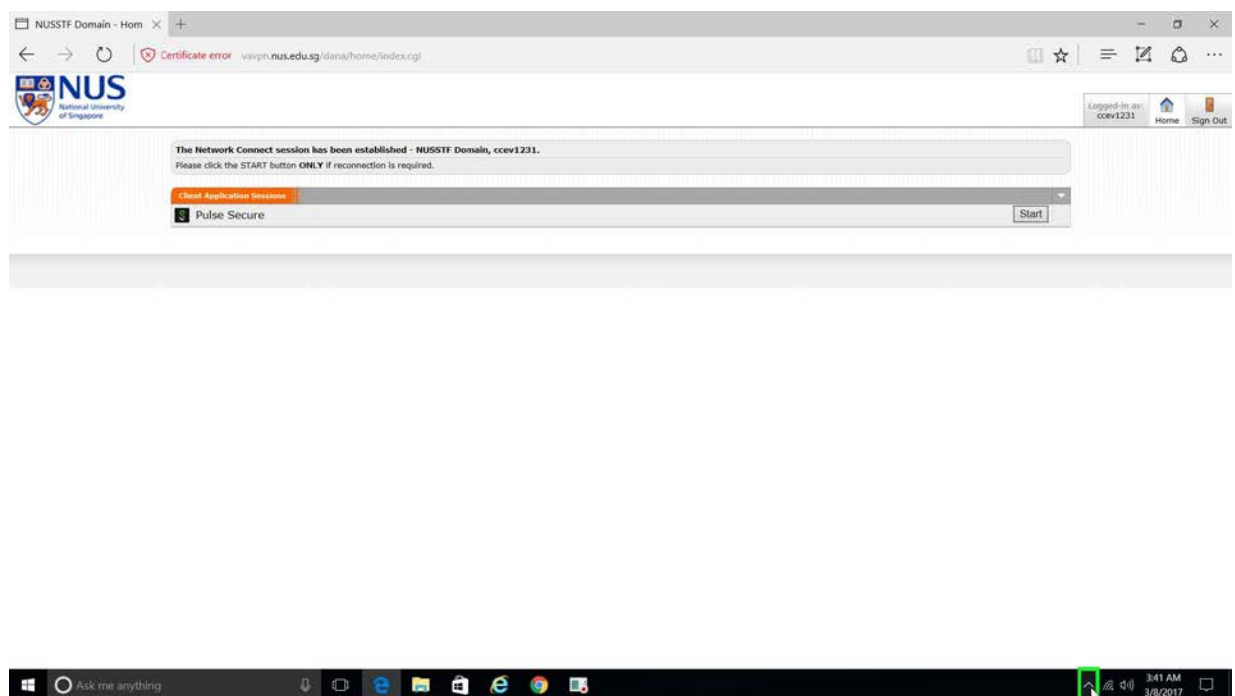 NUSSTF Domain - Hom
Certificate error vavpn.nus.edu.sg/dana/home/index.cgi
NUS
National University
of Singapore
Logged-in as:
ccev1231
Home
Sign Out
The Network Connect session has been established - NUSSTF Domain, ccev1231.
Please click the START button ONLY if reconnection is required.
Client Application Sessions
Pulse Secure
Start
Ask me anything
3:41 AM
3/8/2017